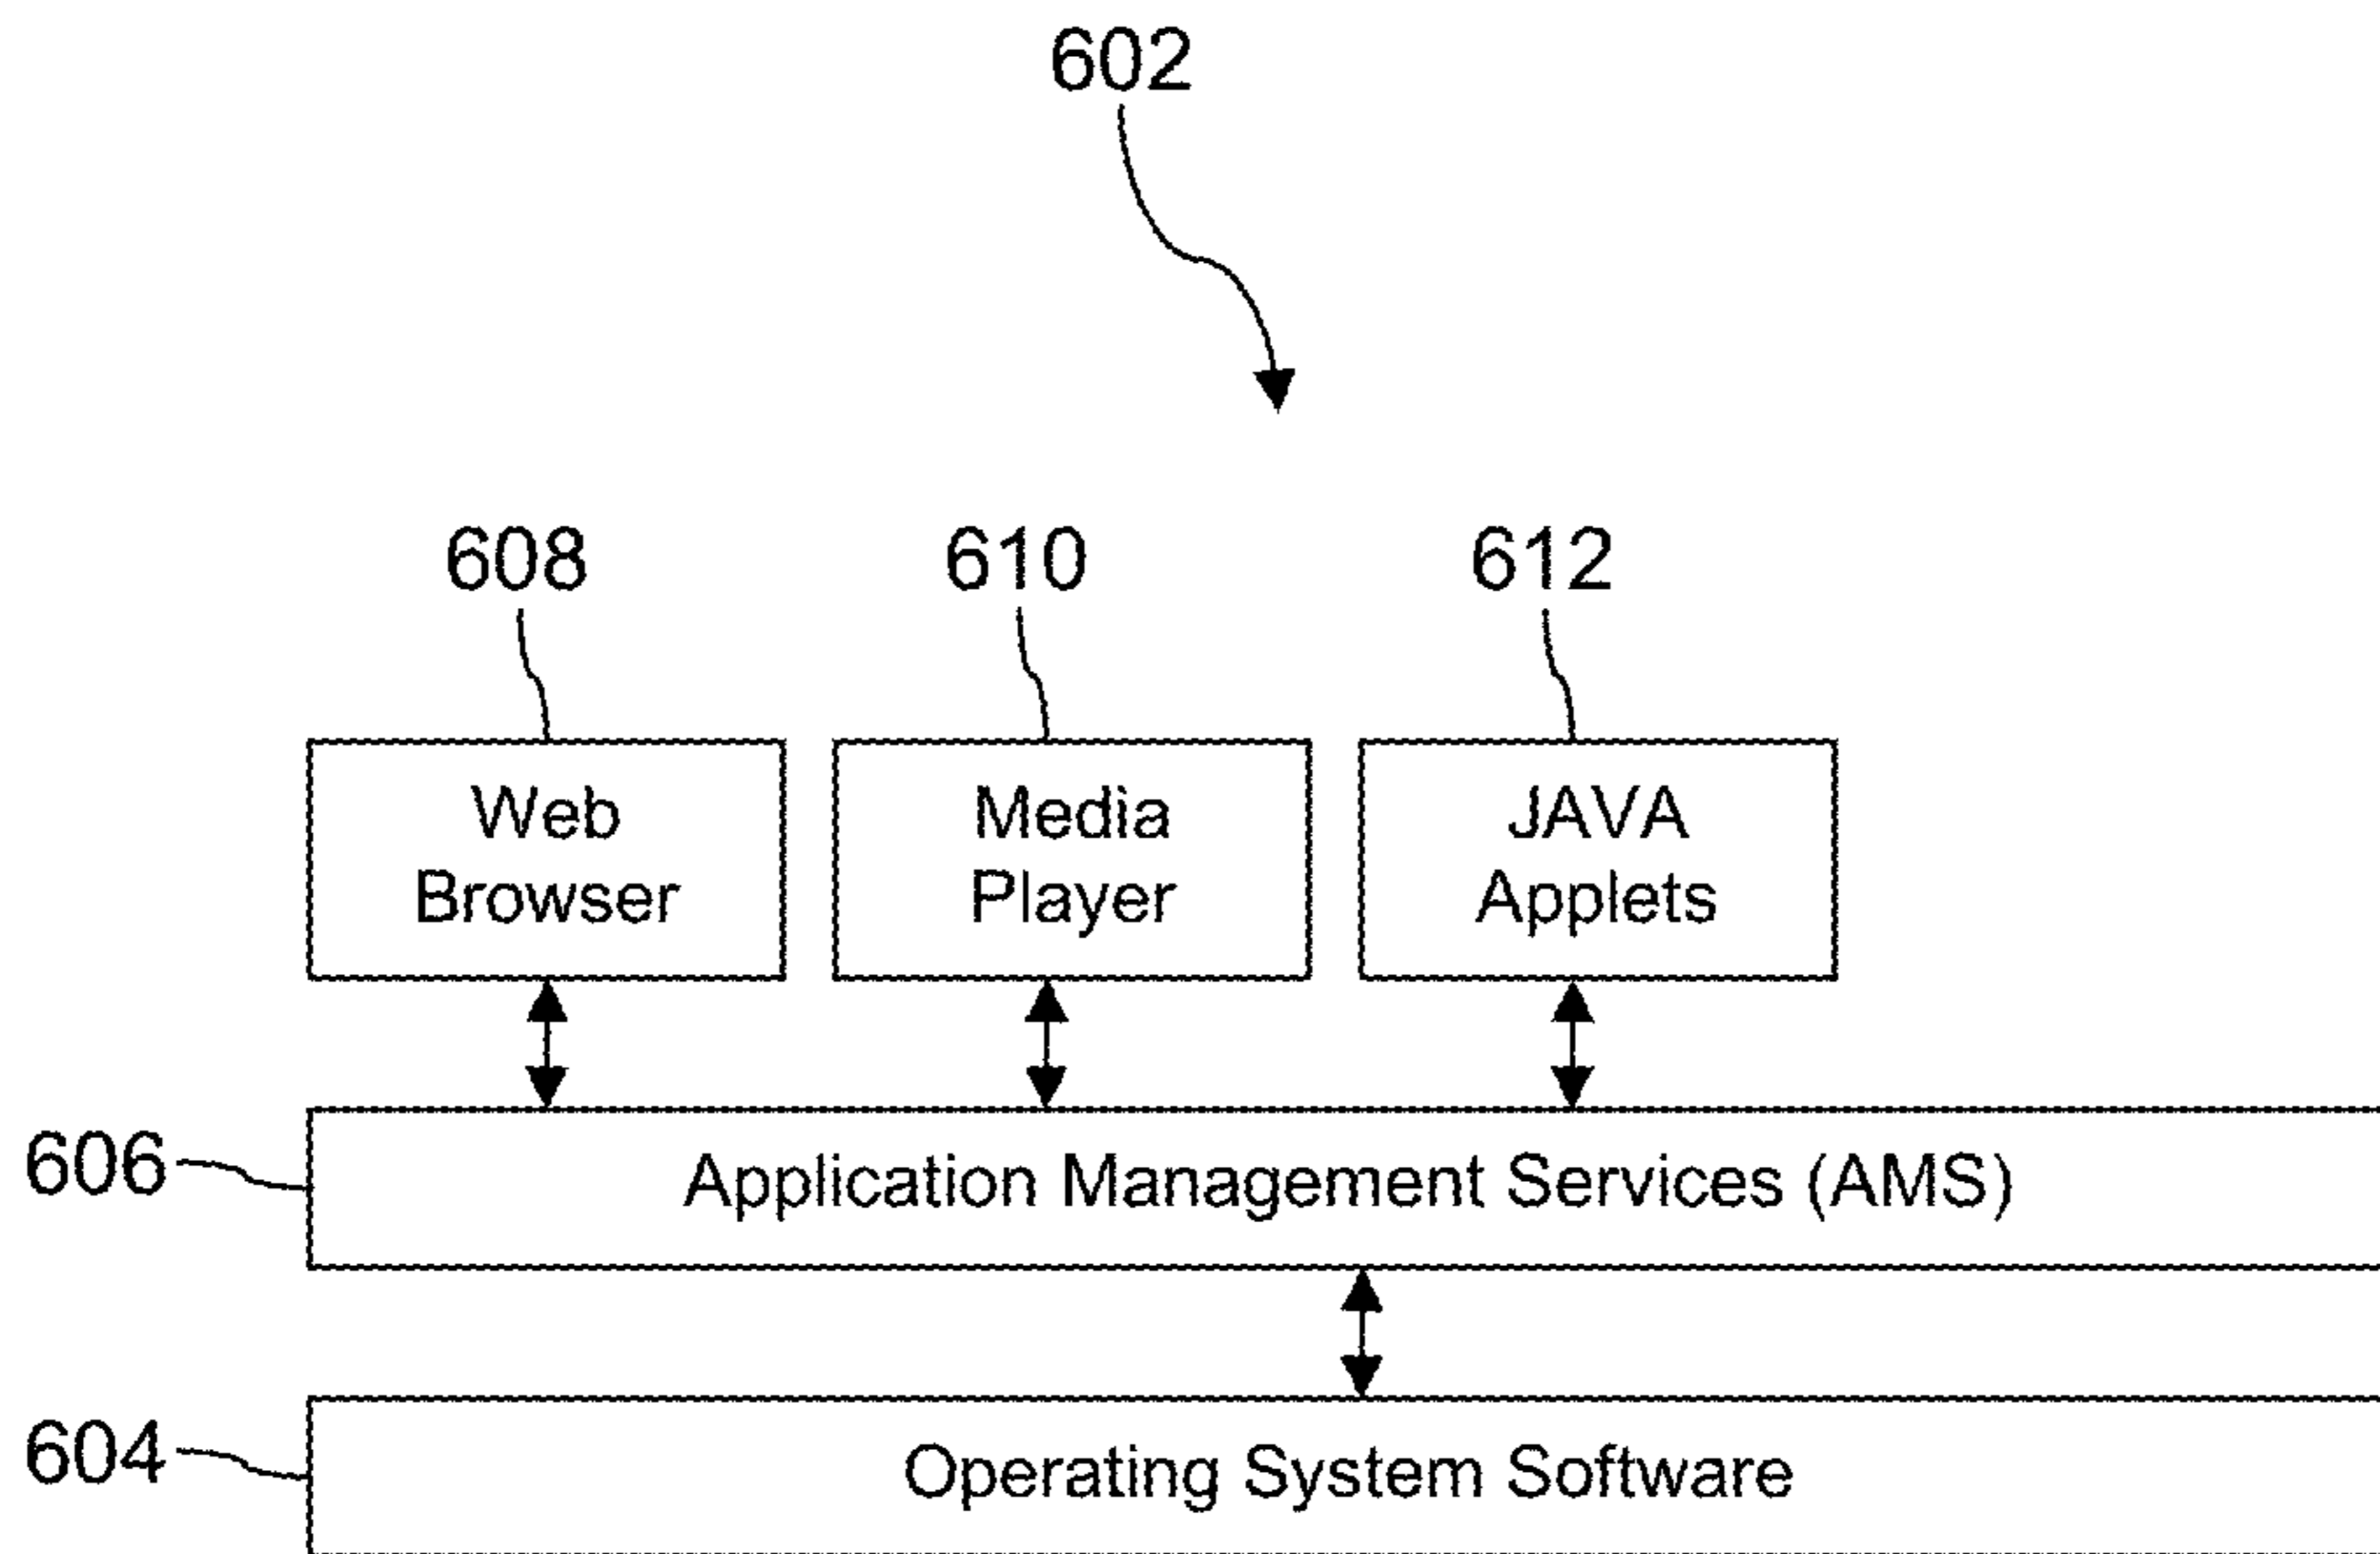 602
608
610
612
Web
Browser
Media
Player
JAVA
Applets
606
Application Management Services (AMS)
604
Operating System Software